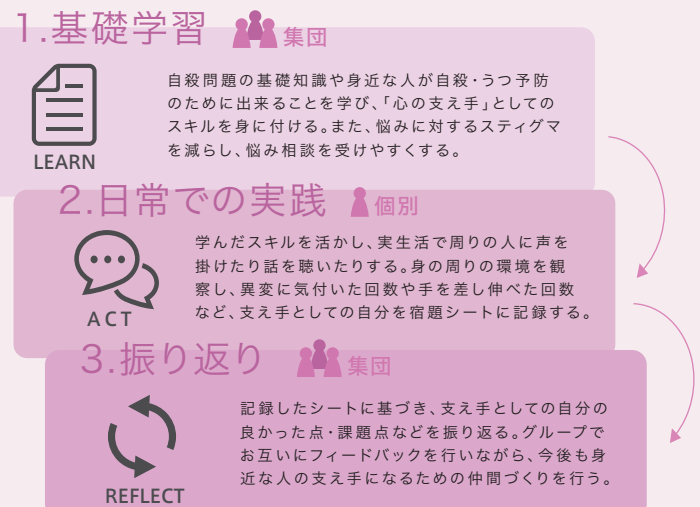 1.基礎学習 集団
自殺問題の基礎知識や身近な人が自殺・うつ予防
のために出来ることを学び、「心の支え手」としての
スキルを身に付ける。また、悩みに対するスティグマ
を減らし、悩み相談を受けやすくする。
LEARN
2.日常での実践 個別
学んだスキルを活かし、実生活で周りの人に声を
掛けたり話を聴いたりする。身の周りの環境を観
察し、異変に気付いた回数や手を差し伸べた回数
など、支え手としての自分を宿題シートに記録する。
ACT
3.振り返り 集団
記録したシートに基づき、支え手としての自分の
良かった点・課題点などを振り返る。グループで
お互いにフィードバックを行いながら、今後も身
近な人の支え手になるための仲間づくりを行う。
REFLECT